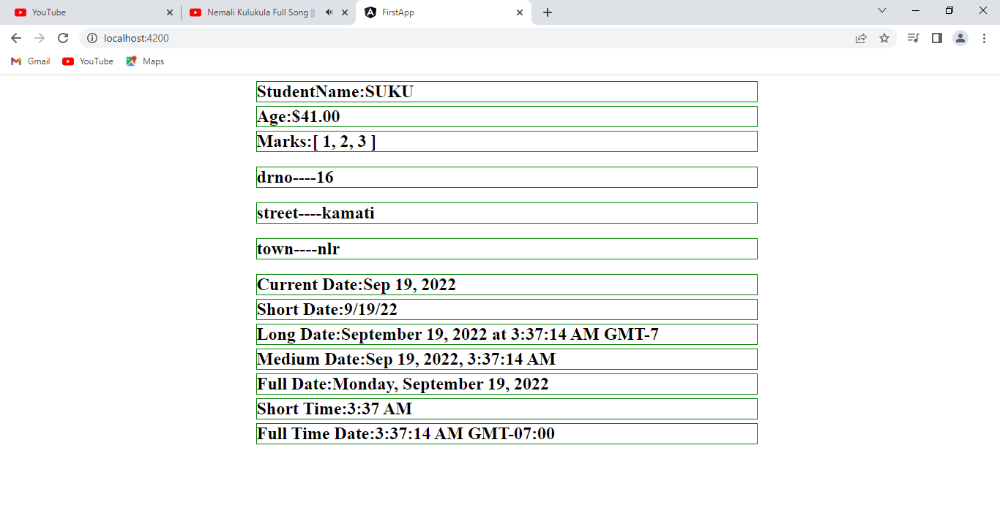 YouTube
Nemali Kulukula Full Song ||
FirstApp
localhost:4200
Gmail
YouTube
Maps
StudentName:SUKU
Age:$41.00
Marks:[ 1, 2, 3 ]
drno----16
street----kamati
town----nlr
Current Date:Sep 19, 2022
Short Date:9/19/22
Long Date:September 19, 2022 at 3:37:14 AM GMT-7
Medium Date:Sep 19, 2022, 3:37:14 AM
Full Date:Monday, September 19, 2022
Short Time:3:37 AM
Full Time Date:3:37:14 AM GMT-07:00